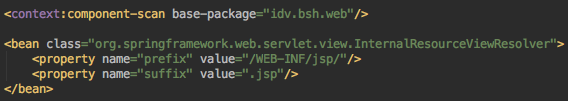 <context:component-scan base-package="idv.bsh.web"/>
<bean class="org.springframework.web.servlet.view.InternalResourceViewResolver">
<property name="prefix" value="/WEB-INF/jsp/"/>
<property name="suffix" value=".jsp"/>
</bean>